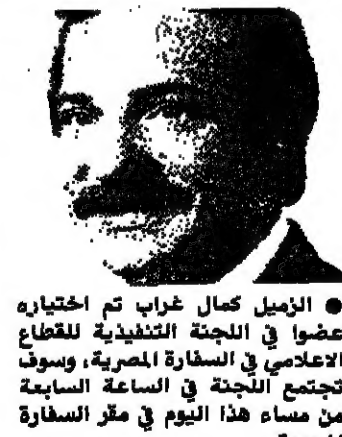 ● الزميل كمال غراب تم اختياره
عضوا في اللجنة التنفيذية للقطاع
الاعلامي في السفارة المصرية، وسوف
تجتمع اللجنة في الساعة السابعة
من مساء هذا اليوم في مقر السفارة